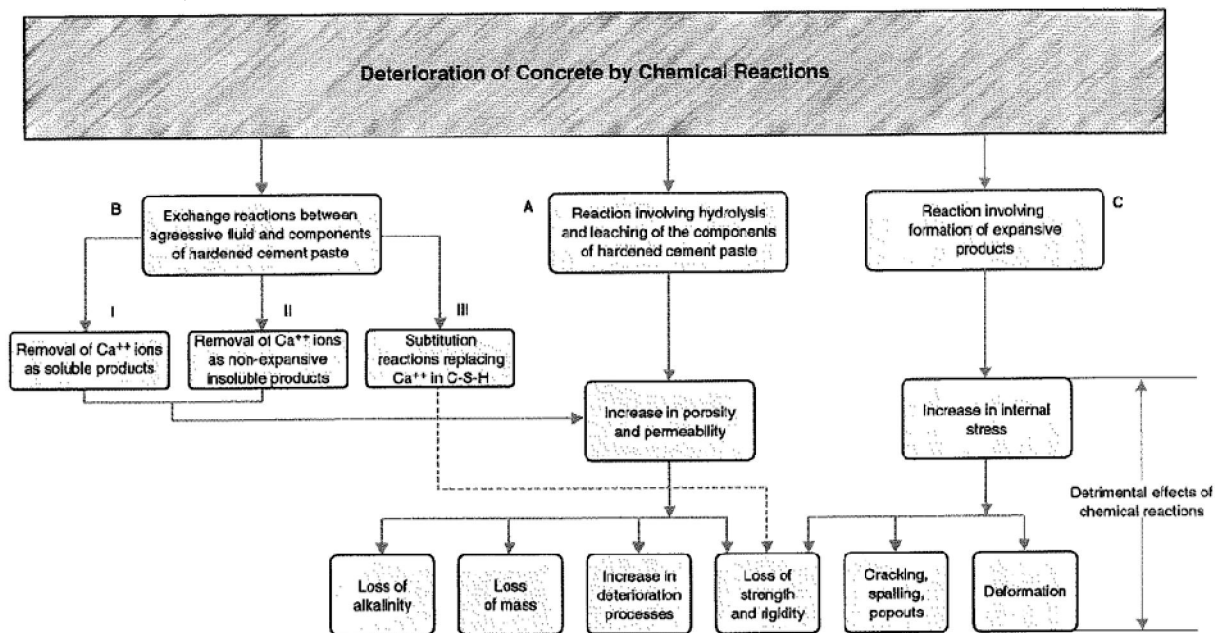 Deterioration of Concrete by Chemical Reactions
B
Exchange reactions between
agreessive fluid and components
of hardened cement paste
A
Reaction involving hydrolysis
and leaching of the components
of hardened cement paste
C
Reaction involving
formation of expansive
products
I
II
III
Removal of Ca⁺⁺ ions
as soluble products
Removal of Ca⁺⁺ ions
as non-expansive
insoluble products
Subtitution
reactions replacing
Ca⁺⁺ in C-S-H
Increase in porosity
and permeability
Increase in internal
stress
Detrimental effects of
chemical reactions
Loss of
alkalinity
Loss
of mass
Increase in
deterioration
processes
Loss of
strength
and rigidity
Cracking,
spalling,
popouts
Deformation